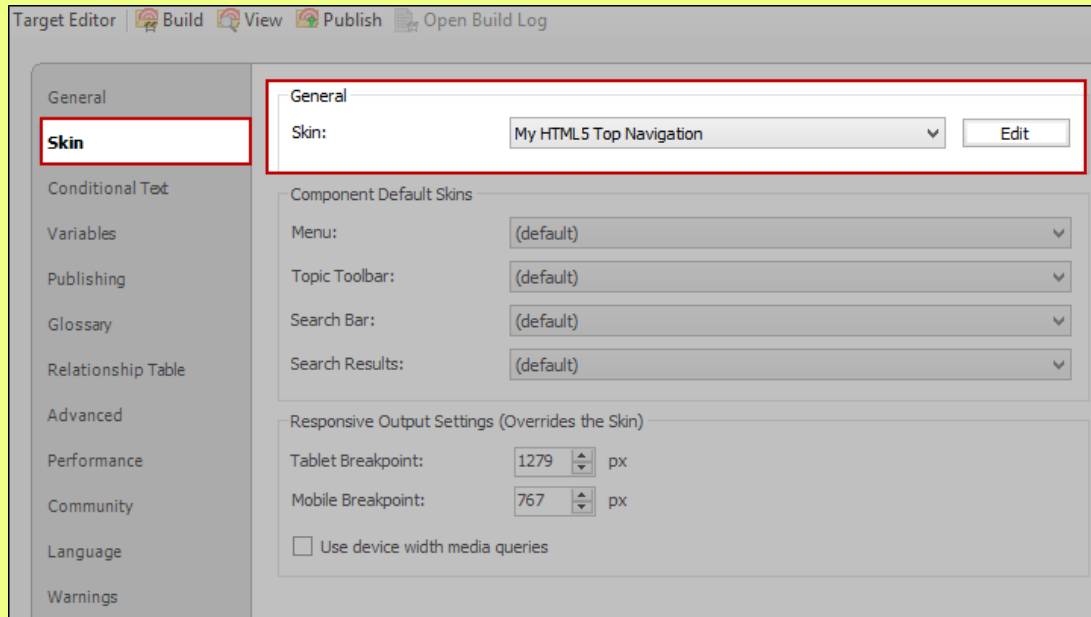 Target Editor Build View Publish Open Build Log
General
Skin
Conditional Text
Variables
Publishing
Glossary
Relationship Table
Advanced
Performance
Community
Language
Warnings
General
Skin: My HTML5 Top Navigation Edit
Component Default Skins
Menu: (default)
Topic Toolbar: (default)
Search Bar: (default)
Search Results: (default)
Responsive Output Settings (Overrides the Skin)
Tablet Breakpoint: 1279 px
Mobile Breakpoint: 767 px
Use device width media queries